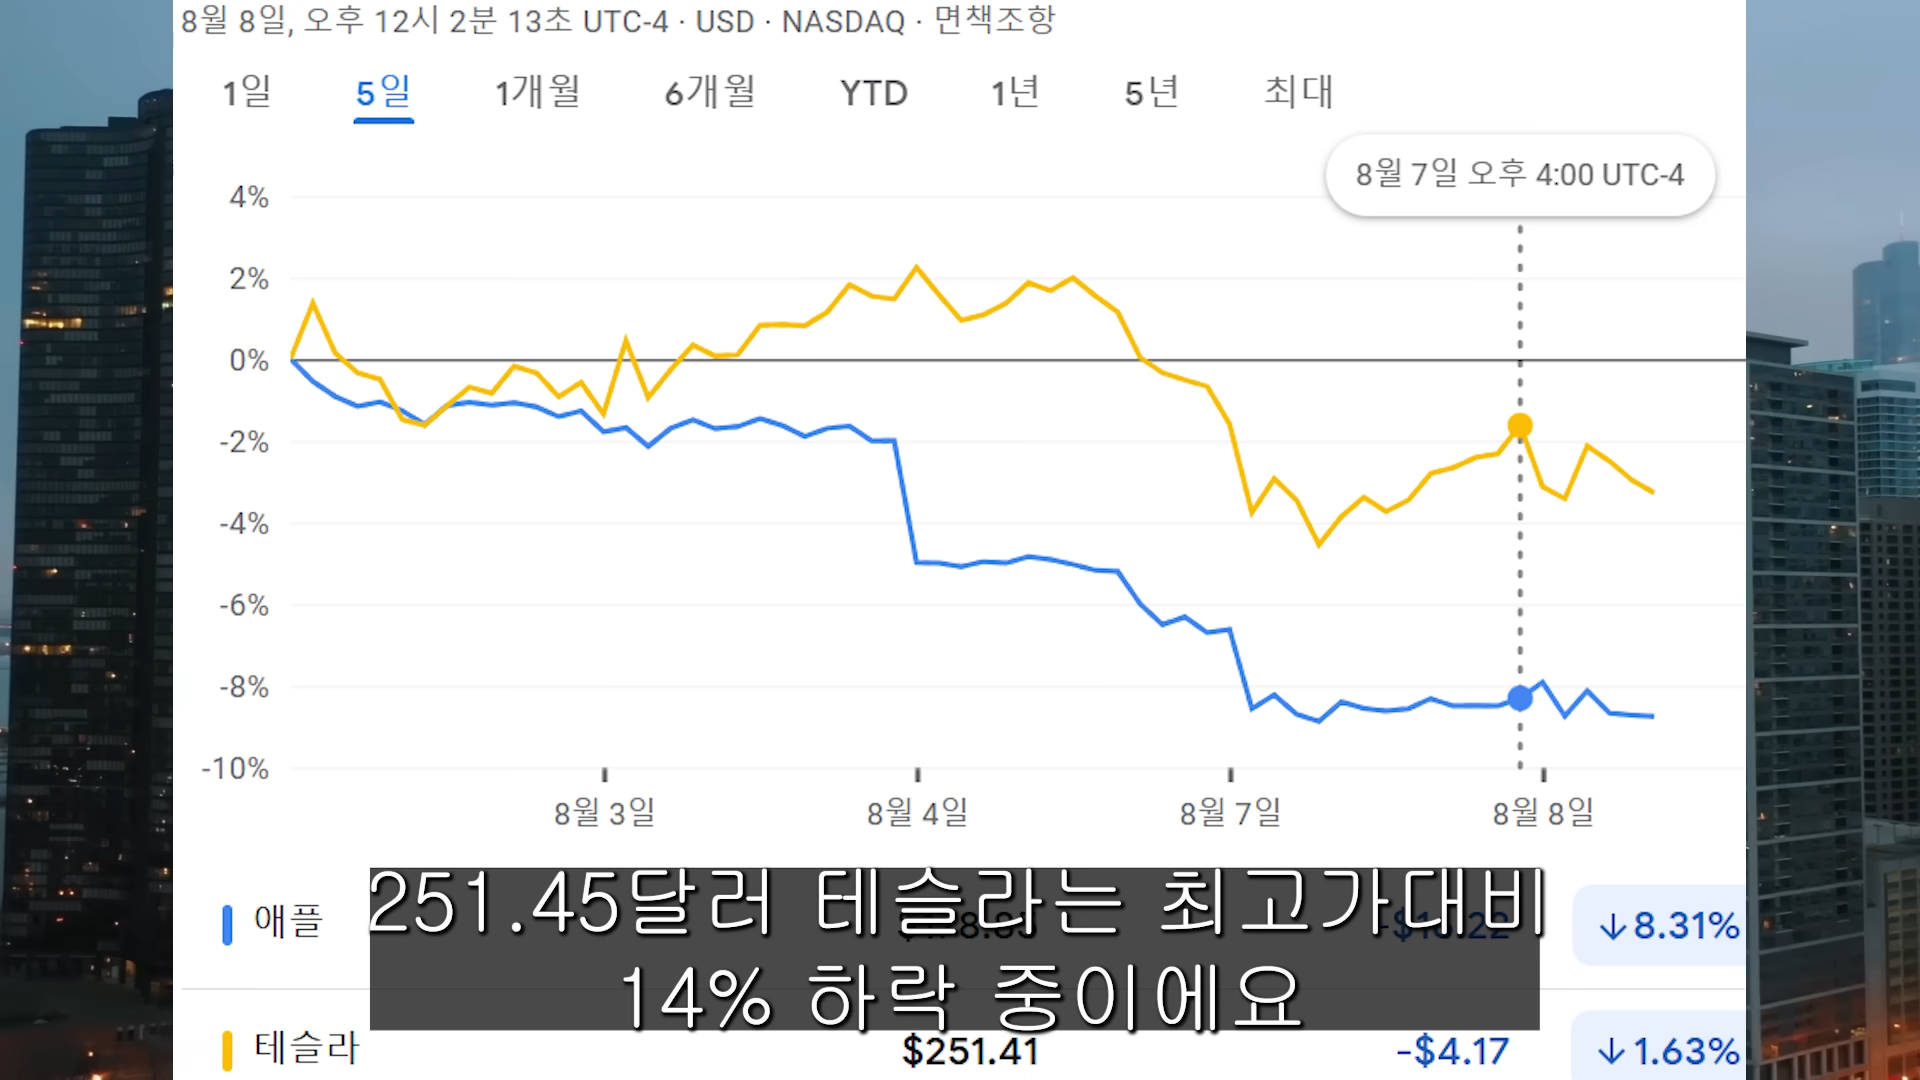 8월 8일, 오후 12시 2분 13초 UTC-4 · USD · NASDAQ · 면책조항
1일 5일 1개월 6개월 YTD 1년 5년 최대
8월 7일 오후 4:00 UTC-4
4%
2%
0%
-2%
-4%
-6%
-8%
-10%
8월 3일 8월 4일 8월 7일 8월 8일
애플 ↓8.31%
251.45달러 테슬라는 최고가대비
14% 하락 중이에요
테슬라 $251.41 -$4.17 ↓1.63%